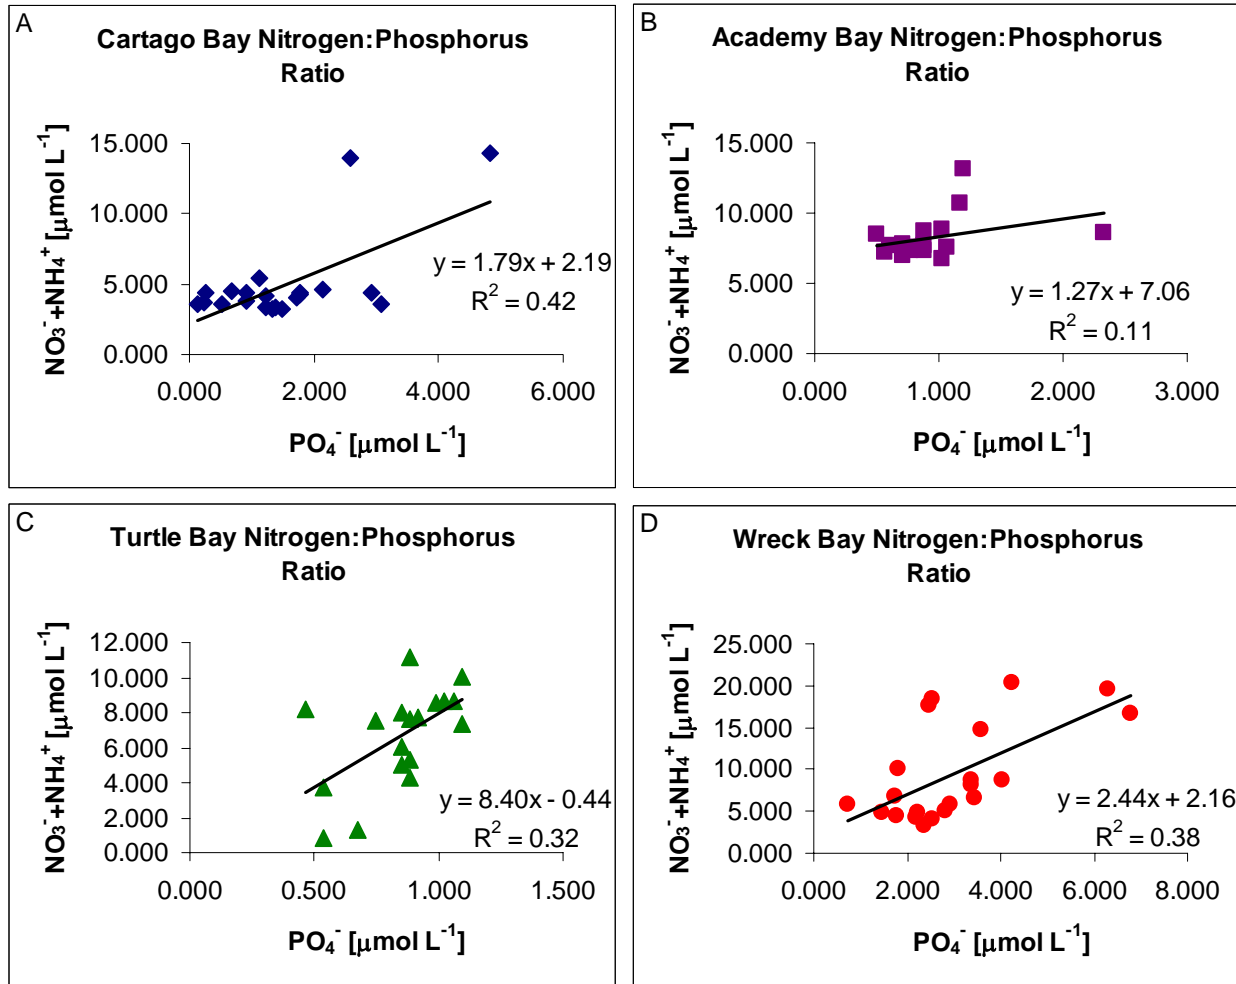 A
Cartago Bay Nitrogen:Phosphorus
Ratio
NO₃⁻+NH₄⁺ [µmol L⁻¹]
15.000
10.000
5.000
0.000
y = 1.79x + 2.19
R² = 0.42
0.000 2.000 4.000 6.000
PO₄⁻ [µmol L⁻¹]
B
Academy Bay Nitrogen:Phosphorus
Ratio
NO₃⁻+NH₄⁺ [µmol L⁻¹]
15.000
10.000
5.000
0.000
y = 1.27x + 7.06
R² = 0.11
0.000 1.000 2.000 3.000
PO₄⁻ [µmol L⁻¹]
C
Turtle Bay Nitrogen:Phosphorus
Ratio
NO₃⁻+NH₄⁺ [µmol L⁻¹]
12.000
10.000
8.000
6.000
4.000
2.000
0.000
y = 8.40x - 0.44
R² = 0.32
0.000 0.500 1.000 1.500
PO₄⁻ [µmol L⁻¹]
D
Wreck Bay Nitrogen:Phosphorus
Ratio
NO₃⁻+NH₄⁺ [µmol L⁻¹]
25.000
20.000
15.000
10.000
5.000
0.000
y = 2.44x + 2.16
R² = 0.38
0.000 2.000 4.000 6.000 8.000
PO₄⁻ [µmol L⁻¹]